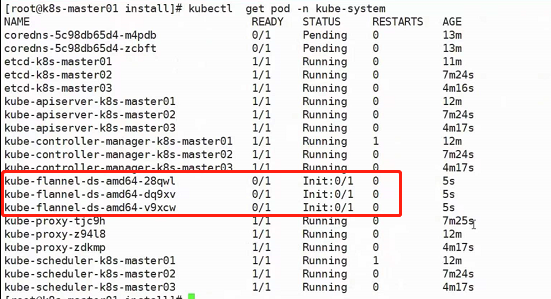 [root@k8s-master01 install]# kubectl  get pod -n kube-system
NAME READY STATUS RESTARTS AGE
coredns-5c98db65d4-m4pdb 0/1 Pending 0 13m
coredns-5c98db65d4-zcbft 0/1 Pending 0 13m
etcd-k8s-master01 1/1 Running 0 11m
etcd-k8s-master02 1/1 Running 0 7m24s
etcd-k8s-master03 1/1 Running 0 4m16s
kube-apiserver-k8s-master01 1/1 Running 0 12m
kube-apiserver-k8s-master02 1/1 Running 0 7m24s
kube-apiserver-k8s-master03 1/1 Running 0 4m17s
kube-controller-manager-k8s-master01 1/1 Running 1 12m
kube-controller-manager-k8s-master02 1/1 Running 0 7m24s
kube-controller-manager-k8s-master03 1/1 Running 0 4m17s
kube-flannel-ds-amd64-28qwl 0/1 Init:0/1 0 5s
kube-flannel-ds-amd64-dq9xv 0/1 Init:0/1 0 5s
kube-flannel-ds-amd64-v9xcw 0/1 Init:0/1 0 5s
kube-proxy-tjc9h 1/1 Running 0 7m25s
kube-proxy-z94l8 1/1 Running 0 12m
kube-proxy-zdkmp 1/1 Running 0 4m17s
kube-scheduler-k8s-master01 1/1 Running 1 12m
kube-scheduler-k8s-master02 1/1 Running 0 7m24s
kube-scheduler-k8s-master03 1/1 Running 0 4m17s
[root@k8s-master01 install]#